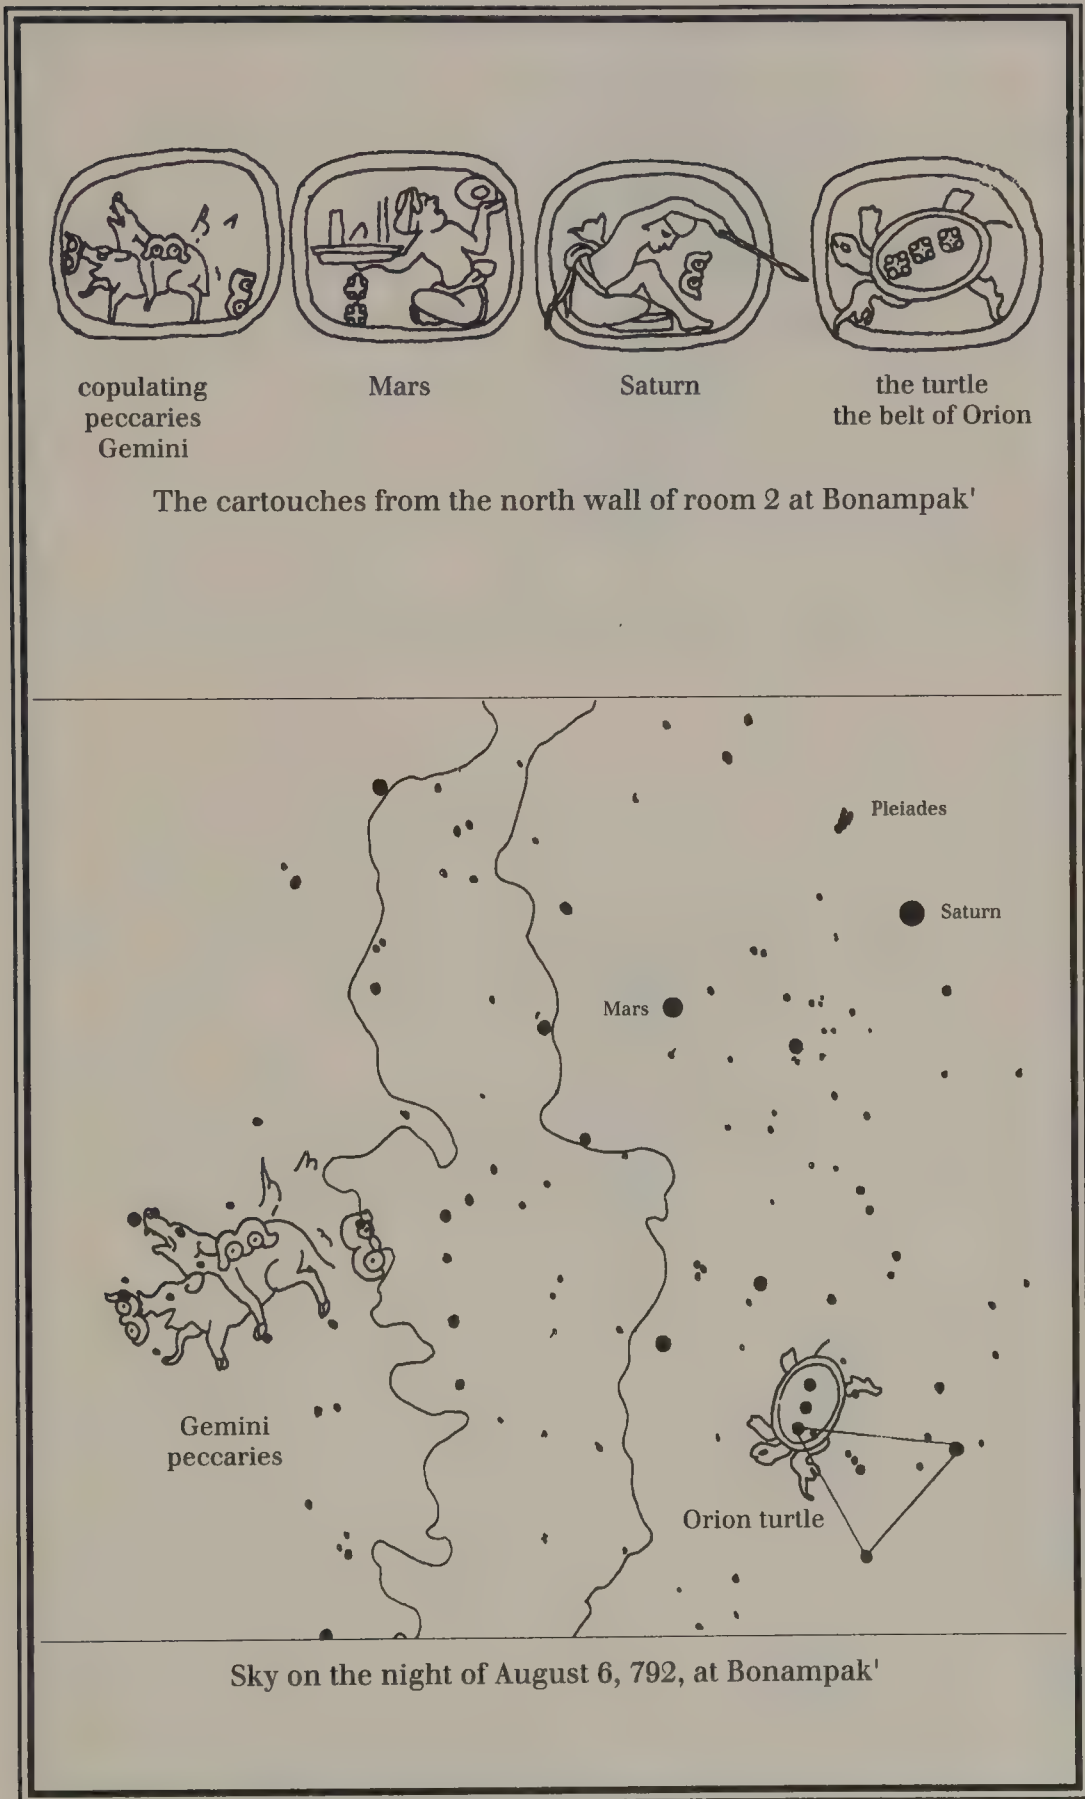 copulating
peccaries
Gemini
Mars
Saturn
the turtle
the belt of Orion
The cartouches from the north wall of room 2 at Bonampak'
Pleiades
Saturn
Mars
Gemini
peccaries
Orion turtle
Sky on the night of August 6, 792, at Bonampak'